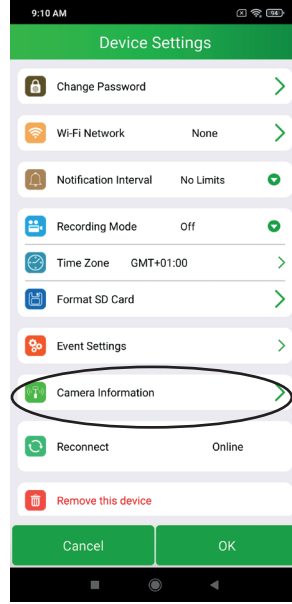 9:10 AM 94
Device Settings
Change Password
Wi-Fi Network None
Notification Interval No Limits
Recording Mode Off
Time Zone GMT+01:00
Format SD Card
Event Settings
Camera Information
Reconnect Online
Remove this device
Cancel OK